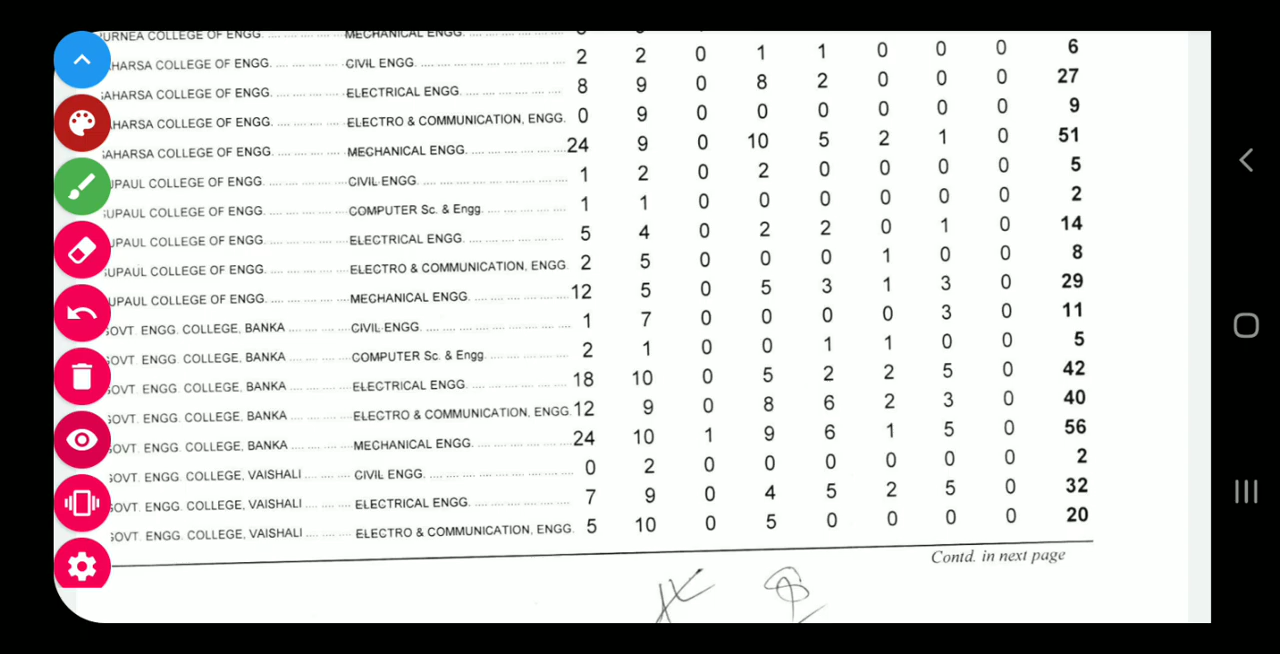 URNEA COLLEGE OF ENGG. .... .... .... MECHANICAL ENGG.
HARSA COLLEGE OF ENGG. .... .... .... CIVIL ENGG. .... 2 2 0 1 1 0 0 0 6
AHARSA COLLEGE OF ENGG. .... .... .... ELECTRICAL ENGG. .... 8 9 0 8 2 0 0 0 27
HARSA COLLEGE OF ENGG. .... .... .... ELECTRO & COMMUNICATION, ENGG. 0 9 0 0 0 0 0 0 9
AHARSA COLLEGE OF ENGG. .... .... .... MECHANICAL ENGG. .... 24 9 0 10 5 2 1 0 51
UPAUL COLLEGE OF ENGG. .... .... .... CIVIL ENGG. .... 1 2 0 2 0 0 0 0 5
UPAUL COLLEGE OF ENGG. .... .... .... COMPUTER Sc. & Engg. .... 1 1 0 0 0 0 0 0 2
UPAUL COLLEGE OF ENGG. .... .... .... ELECTRICAL ENGG. .... 5 4 0 2 2 0 1 0 14
UPAUL COLLEGE OF ENGG. .... .... .... ELECTRO & COMMUNICATION, ENGG. 2 5 0 0 0 1 0 0 8
UPAUL COLLEGE OF ENGG. .... .... .... MECHANICAL ENGG. .... 12 5 0 5 3 1 3 0 29
GOVT. ENGG. COLLEGE, BANKA .... .... .... CIVIL ENGG. .... 1 7 0 0 0 0 3 0 11
GOVT. ENGG. COLLEGE, BANKA .... .... .... COMPUTER Sc. & Engg. .... 2 1 0 0 1 1 0 0 5
GOVT. ENGG. COLLEGE, BANKA .... .... .... ELECTRICAL ENGG. .... 18 10 0 5 2 2 5 0 42
GOVT. ENGG. COLLEGE, BANKA .... .... .... ELECTRO & COMMUNICATION, ENGG. 12 9 0 8 6 2 3 0 40
GOVT. ENGG. COLLEGE, BANKA .... .... .... MECHANICAL ENGG. .... 24 10 1 9 6 1 5 0 56
GOVT. ENGG. COLLEGE, VAISHALI .... .... CIVIL ENGG. .... 0 2 0 0 0 0 0 0 2
GOVT. ENGG. COLLEGE, VAISHALI .... .... ELECTRICAL ENGG. .... 7 9 0 4 5 2 5 0 32
GOVT. ENGG. COLLEGE, VAISHALI .... .... ELECTRO & COMMUNICATION, ENGG. 5 10 0 5 0 0 0 0 20
Contd. in next page